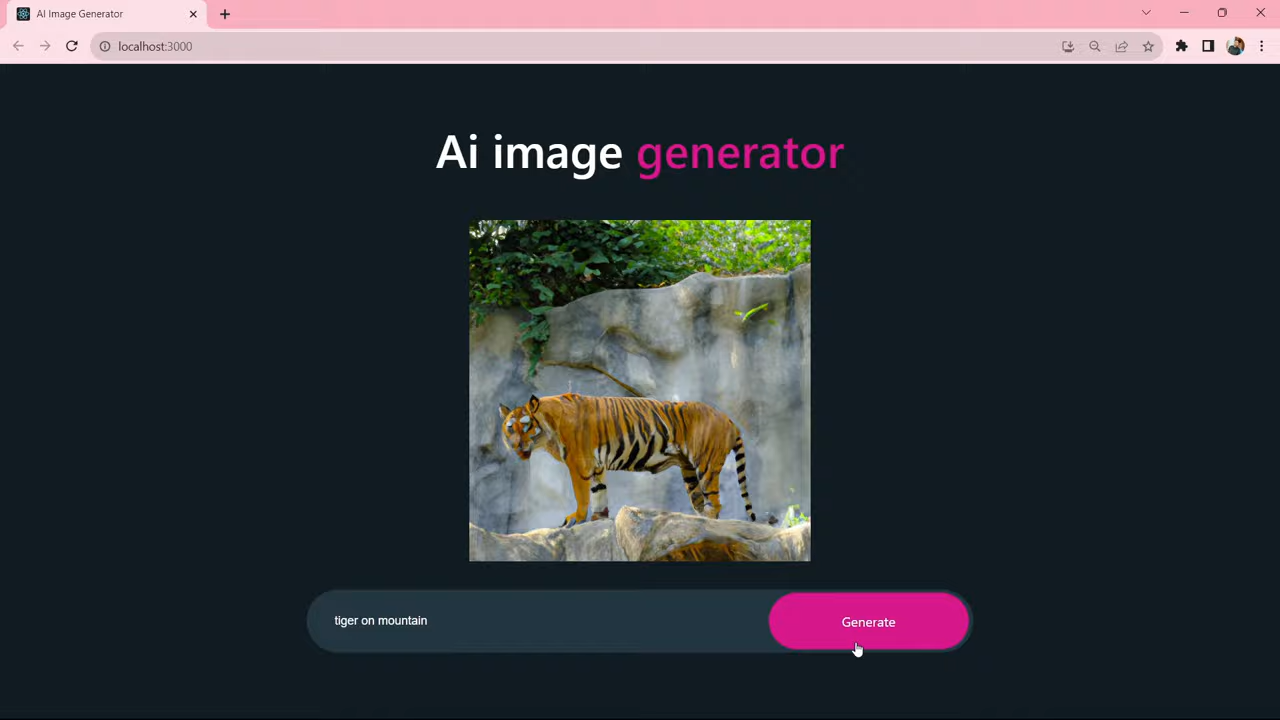 AI Image Generator
localhost:3000
Ai image generator
tiger on mountain
Generate